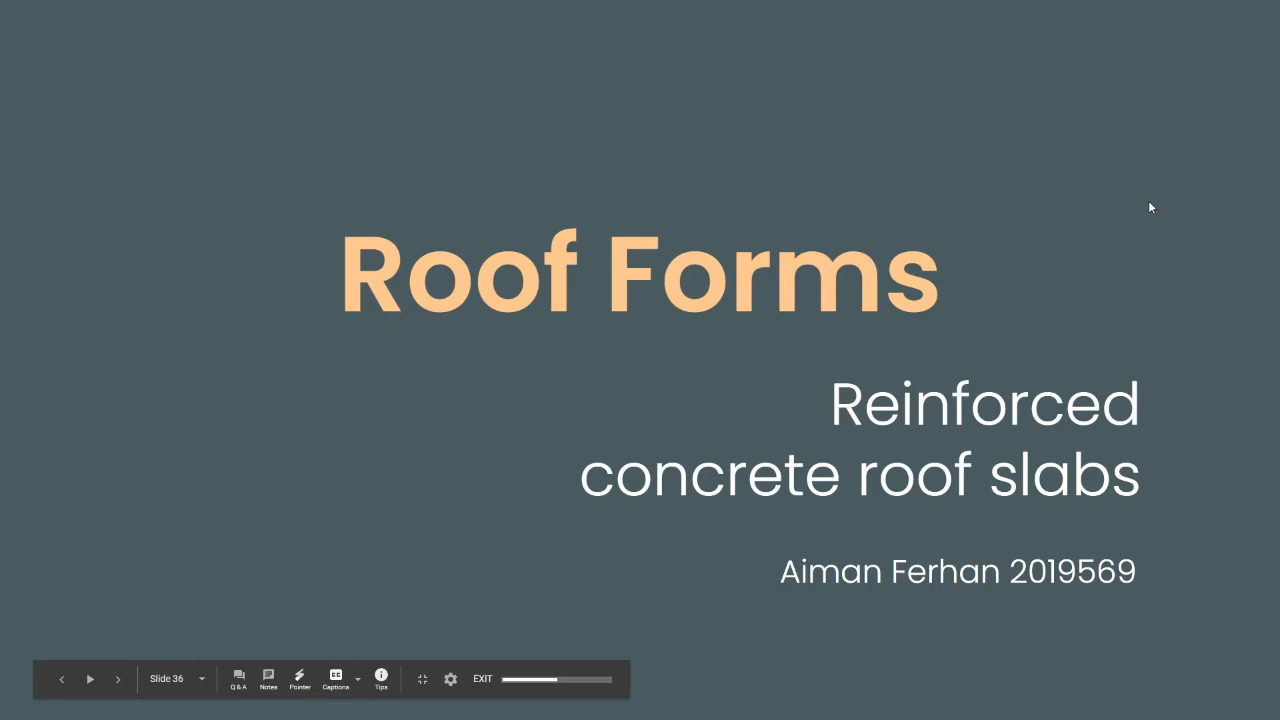 Roof Forms
Reinforced
concrete roof slabs
Aiman Ferhan 2019569
Slide 36
Q & A
Notes
Pointer
Captions
Tips
EXIT